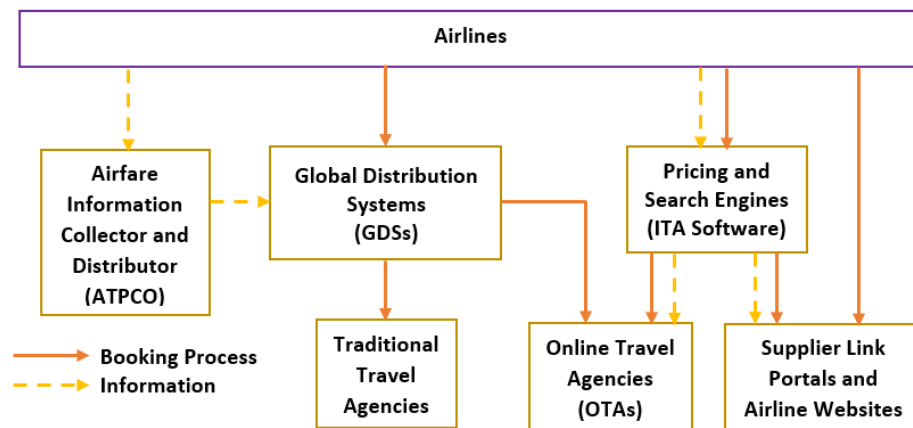 Airlines
Airfare
Information
Collector and
Distributor
(ATPCO)
Global Distribution
Systems
(GDSs)
Pricing and
Search Engines
(ITA Software)
Traditional
Travel
Agencies
Online Travel
Agencies
(OTAs)
Supplier Link
Portals and
Airline Websites
Booking Process
Information